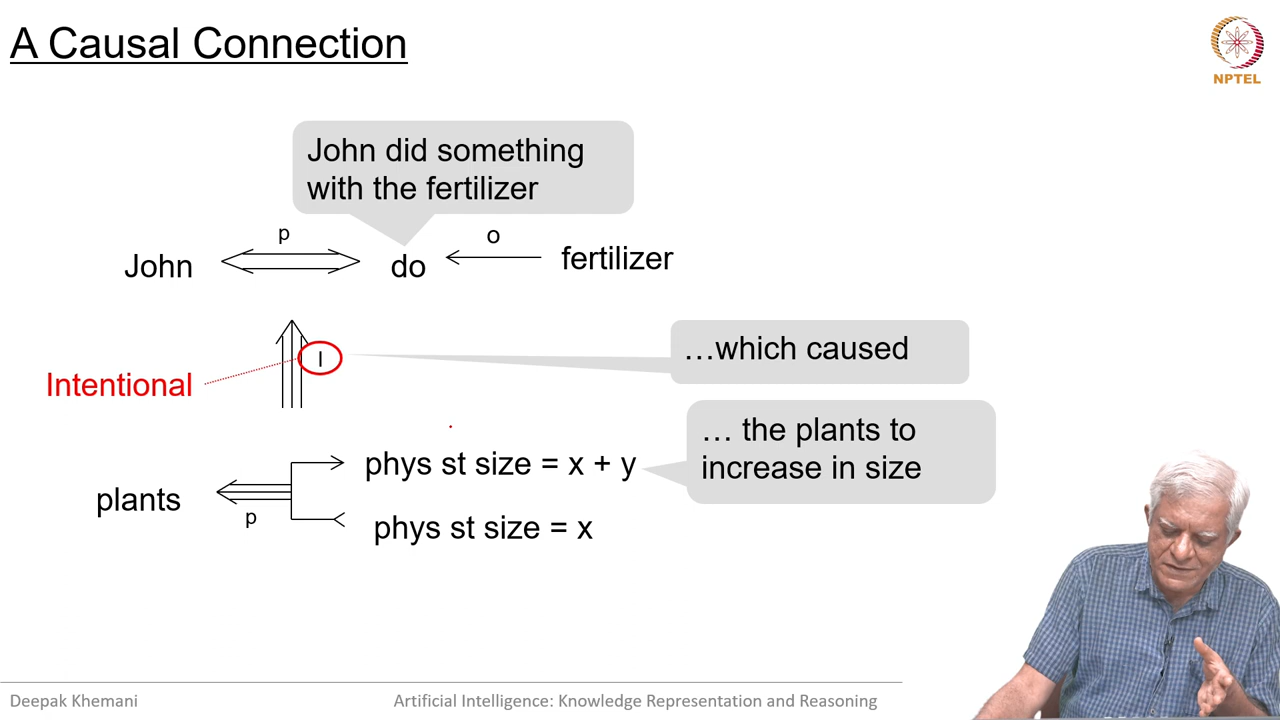 A Causal Connection
NPTEL
John did something
with the fertilizer
p
o
John
do
fertilizer
I
…which caused
Intentional
… the plants to
increase in size
phys st size = x + y
plants
p
phys st size = x
Deepak Khemani
Artificial Intelligence: Knowledge Representation and Reasoning